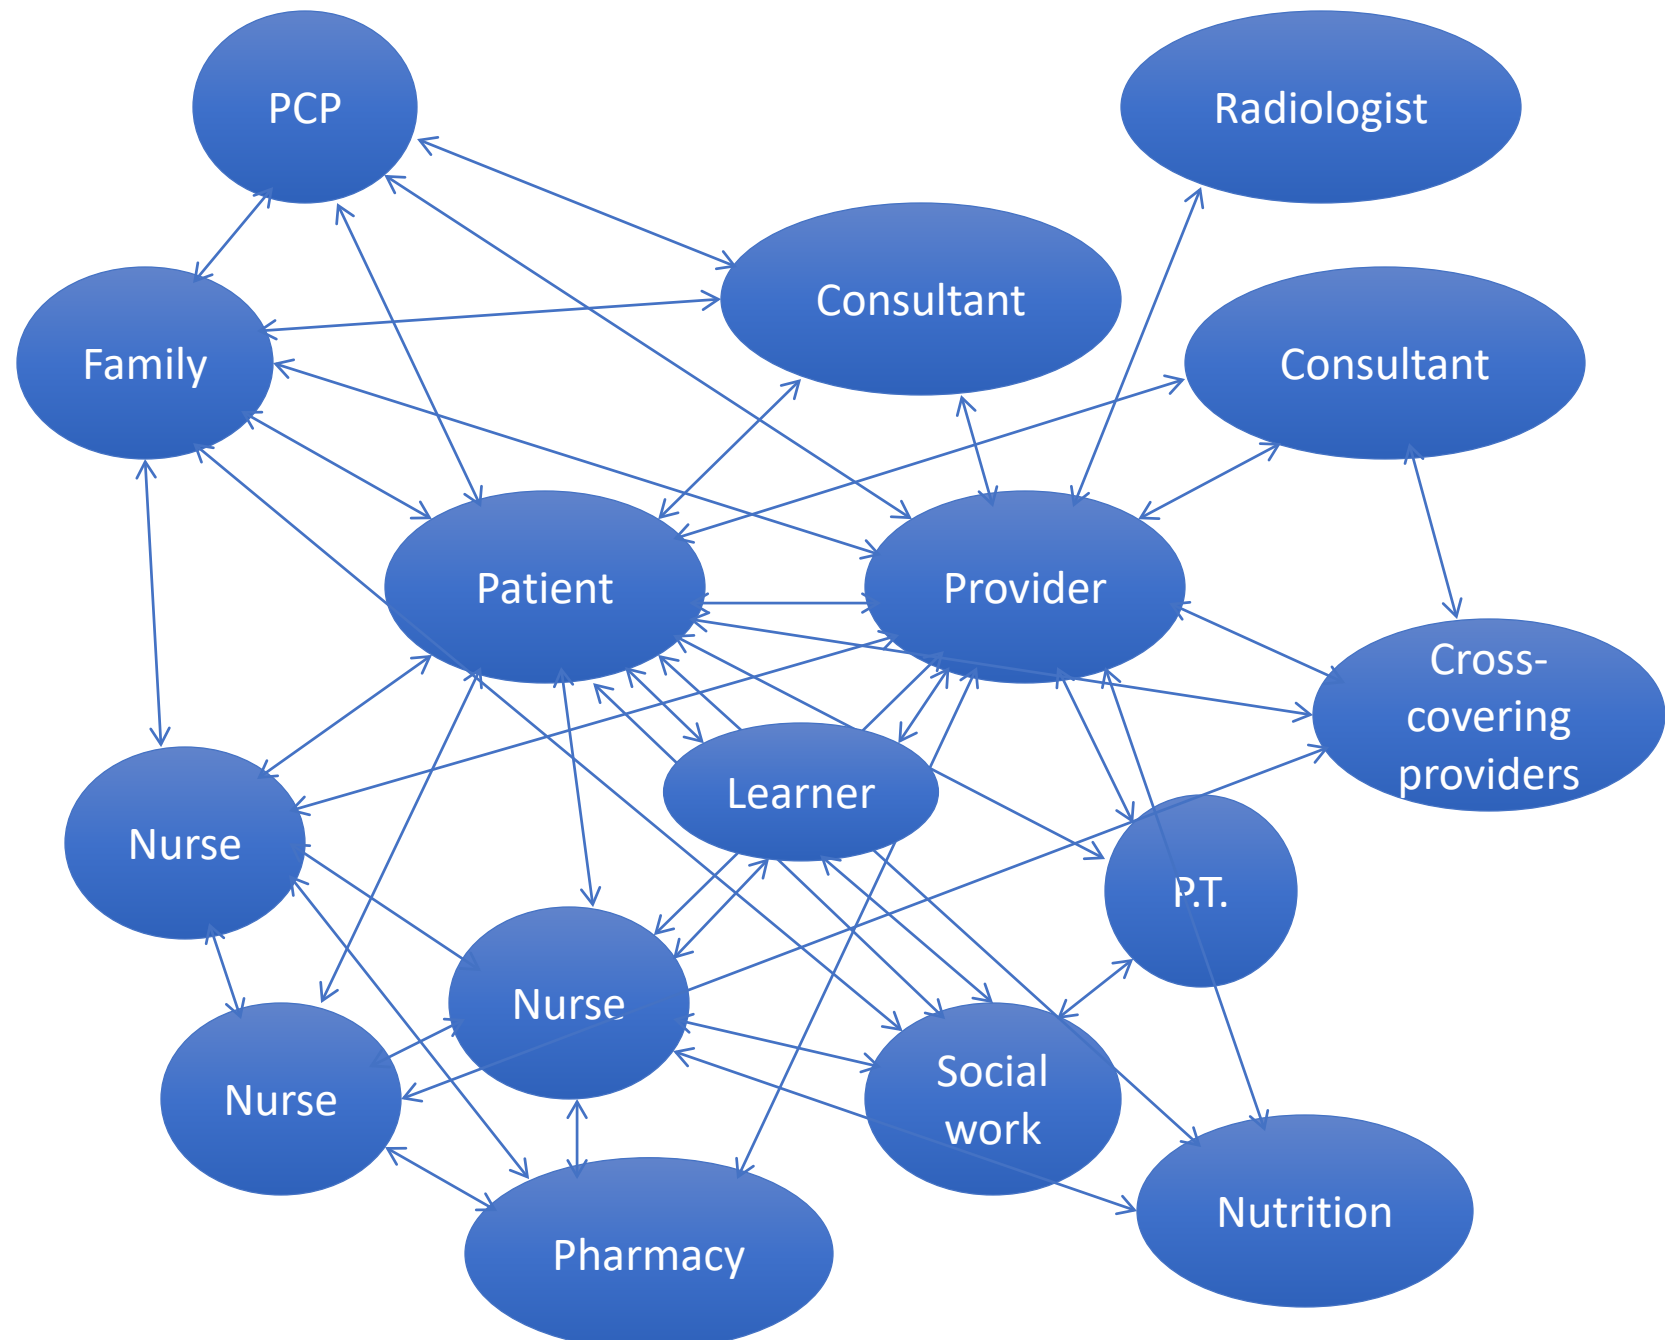 PCP
Radiologist
Consultant
Family
Consultant
Patient
Provider
Cross-
covering
providers
Learner
Nurse
P.T.
Nurse
Nurse
Social
work
Nutrition
Pharmacy